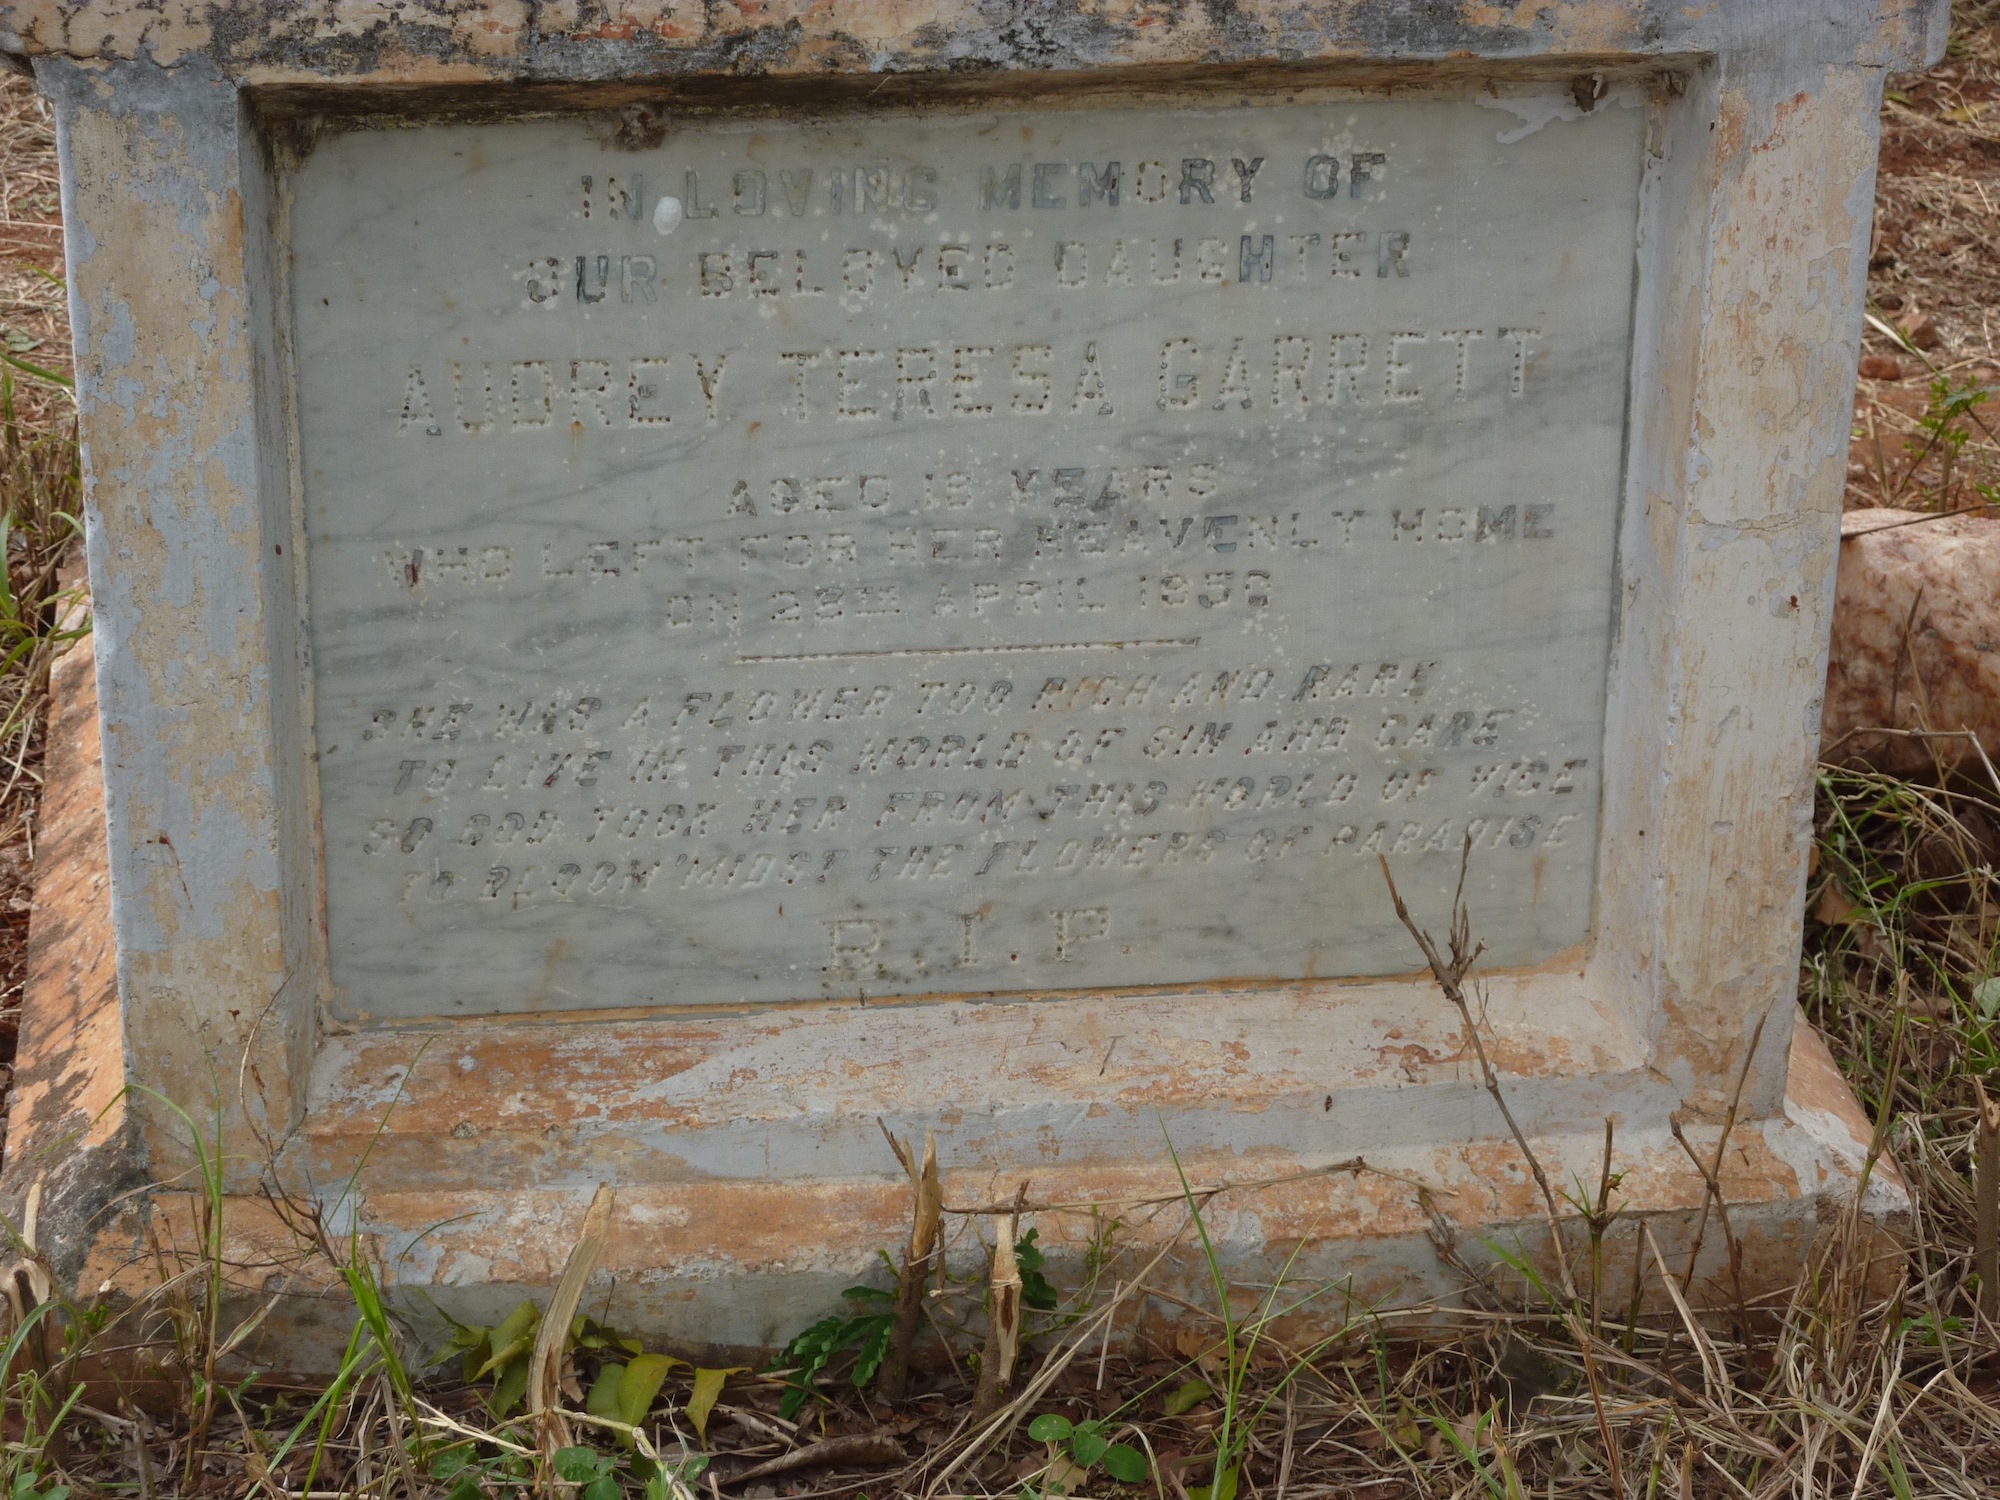 IN LOVING MEMORY OF
OUR BELOVED DAUGHTER
AUDREY TERESA GARRETT
AGED 18 YEARS
WHO LEFT FOR HER HEAVENLY HOME
ON 28TH APRIL
SHE WAS A FLOWER TOO RICH AND RARE
TO LIVE IN THIS WORLD OF SIN AND CARE
SO GOD TOOK HER FROM THIS WORLD OF VICE
TO BLOOM 'MIDST THE FLOWERS OF PARADISE
R.I.P.